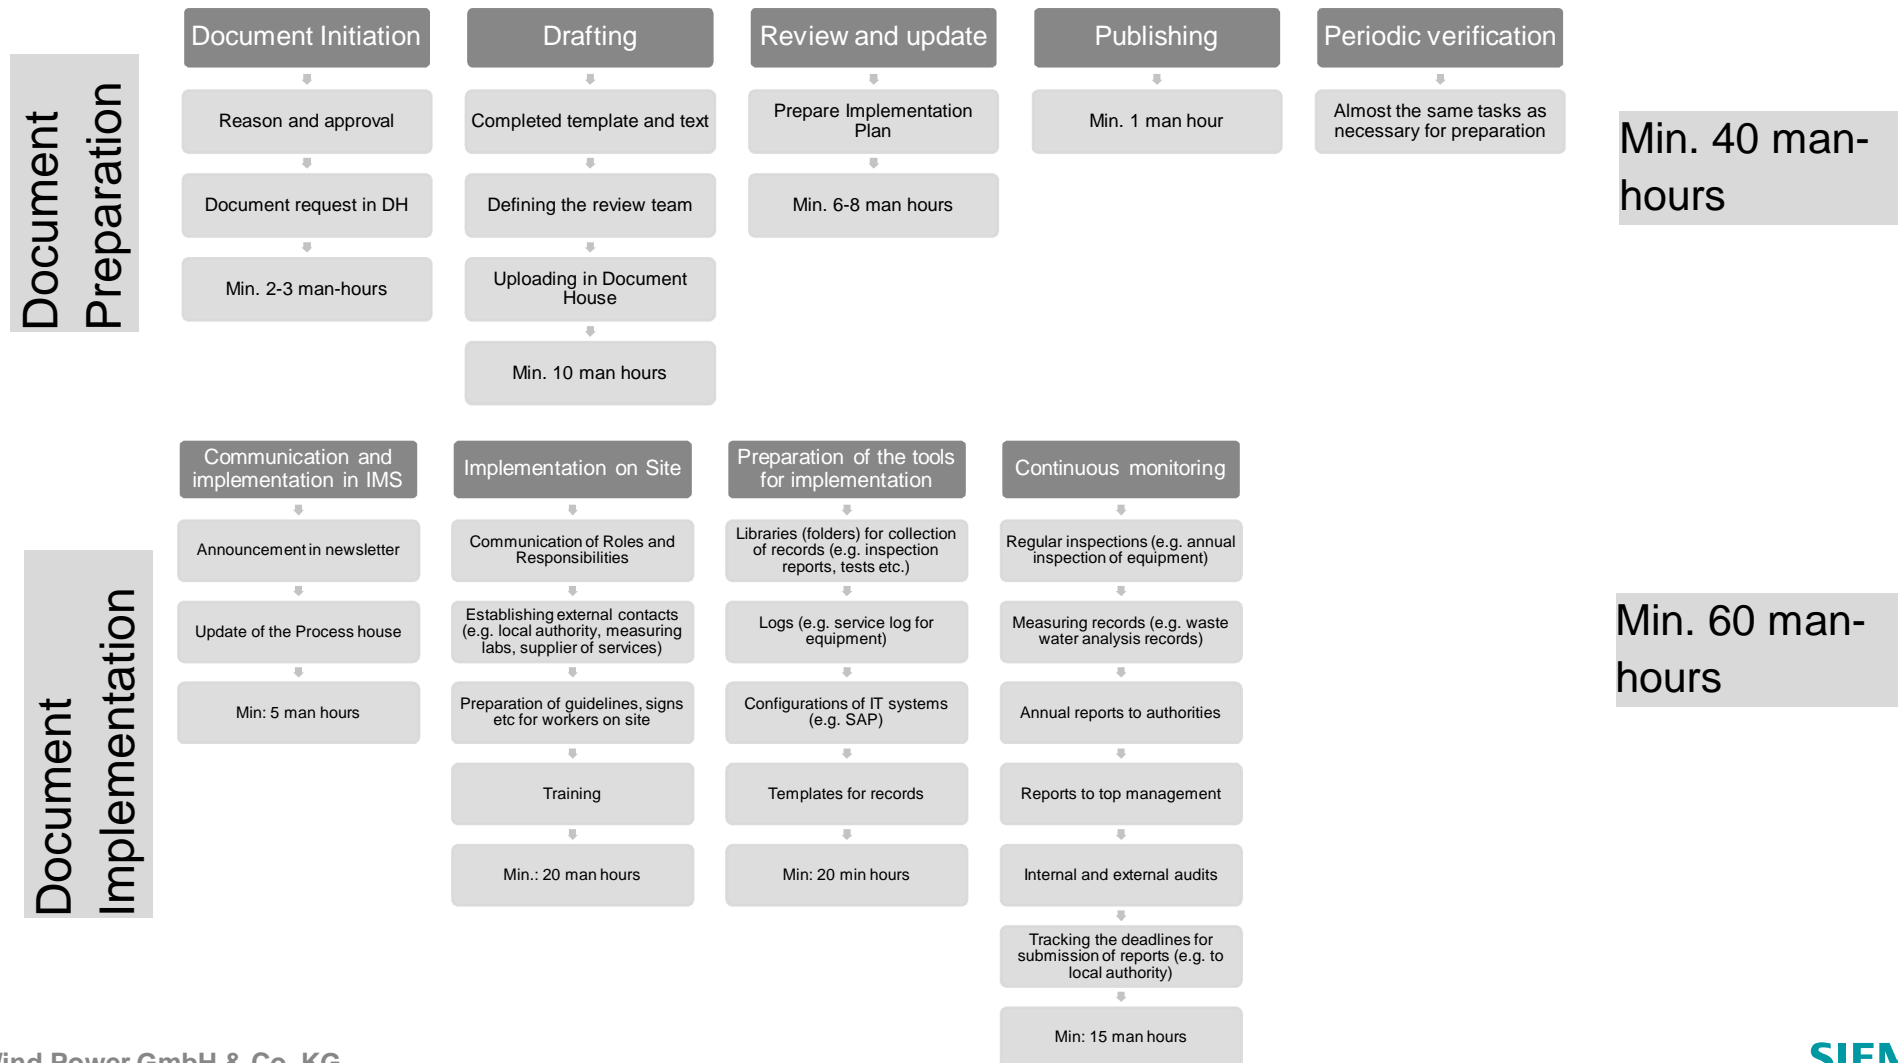 Document
Preparation
Document Initiation
Reason and approval
Document request in DH
Min. 2-3 man-hours
Drafting
Completed template and text
Defining the review team
Uploading in Document
House
Min. 10 man hours
Review and update
Prepare Implementation
Plan
Min. 6-8 man hours
Publishing
Min. 1 man hour
Periodic verification
Almost the same tasks as
necessary for preparation
Min. 40 man-
hours
Document
Implementation
Communication and
implementation in IMS
Announcement in newsletter
Update of the Process house
Min: 5 man hours
Implementation on Site
Communication of Roles and
Responsibilities
Establishing external contacts
(e.g. local authority, measuring
labs, supplier of services)
Preparation of guidelines, signs
etc for workers on site
Training
Min.: 20 man hours
Preparation of the tools
for implementation
Libraries (folders) for collection
of records (e.g. inspection
reports, tests etc.)
Logs (e.g. service log for
equipment)
Configurations of IT systems
(e.g. SAP)
Templates for records
Min: 20 min hours
Continuous monitoring
Regular inspections (e.g. annual
inspection of equipment)
Measuring records (e.g. waste
water analysis records)
Annual reports to authorities
Reports to top management
Internal and external audits
Tracking the deadlines for
submission of reports (e.g. to
local authority)
Min: 15 man hours
Min. 60 man-
hours
Power GmbH & Co. KG